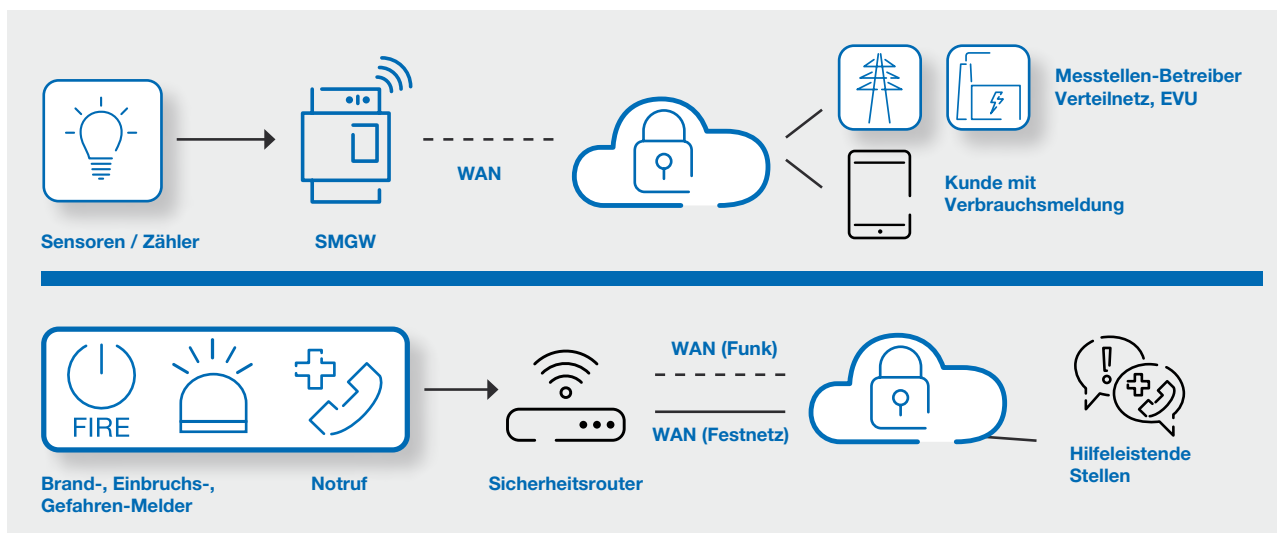 Messtellen-Betreiber
Verteilnetz, EVU
WAN
Kunde mit
Verbrauchsmeldung
Sensoren / Zähler
SMGW
WAN (Funk)
FIRE
WAN (Festnetz)
Hilfeleistende
Stellen
Brand-, Einbruchs-,
Gefahren-Melder
Notruf
Sicherheitsrouter